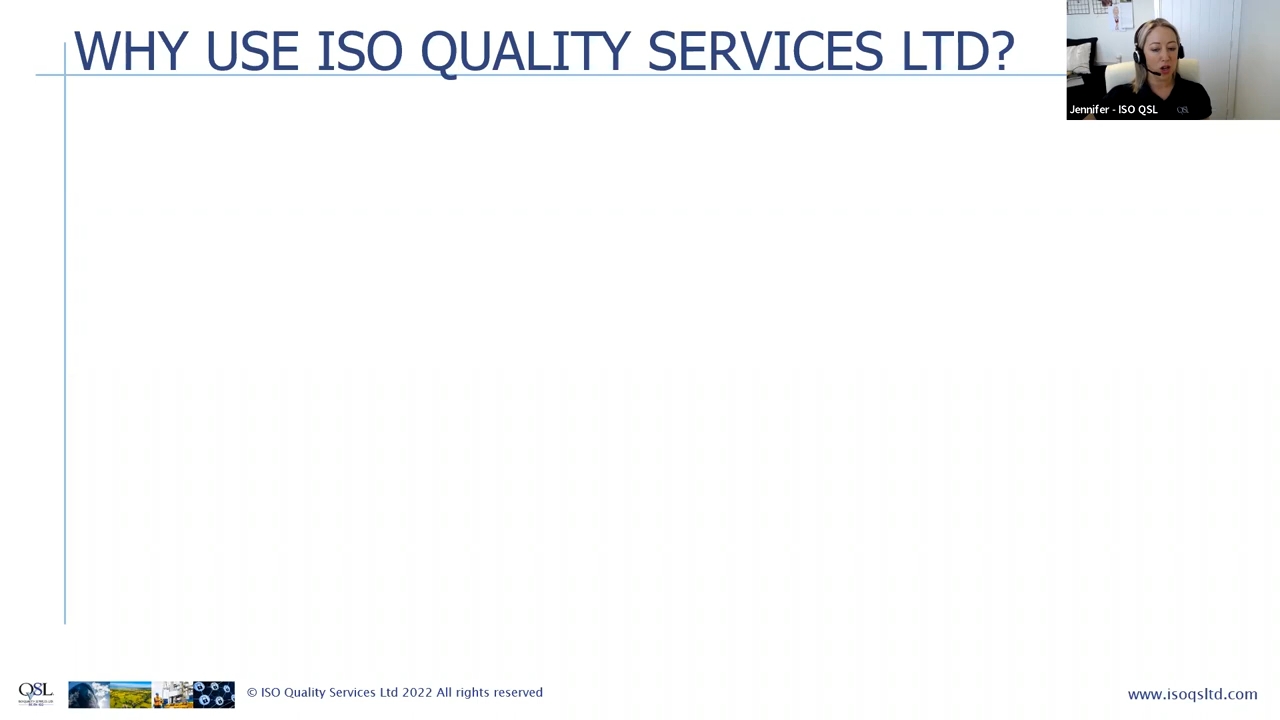 WHY USE ISO QUALITY SERVICES LTD?
Jennifer - ISO QSL
QSL
QSL
© ISO Quality Services Ltd 2022 All rights reserved
www.isoqsltd.com